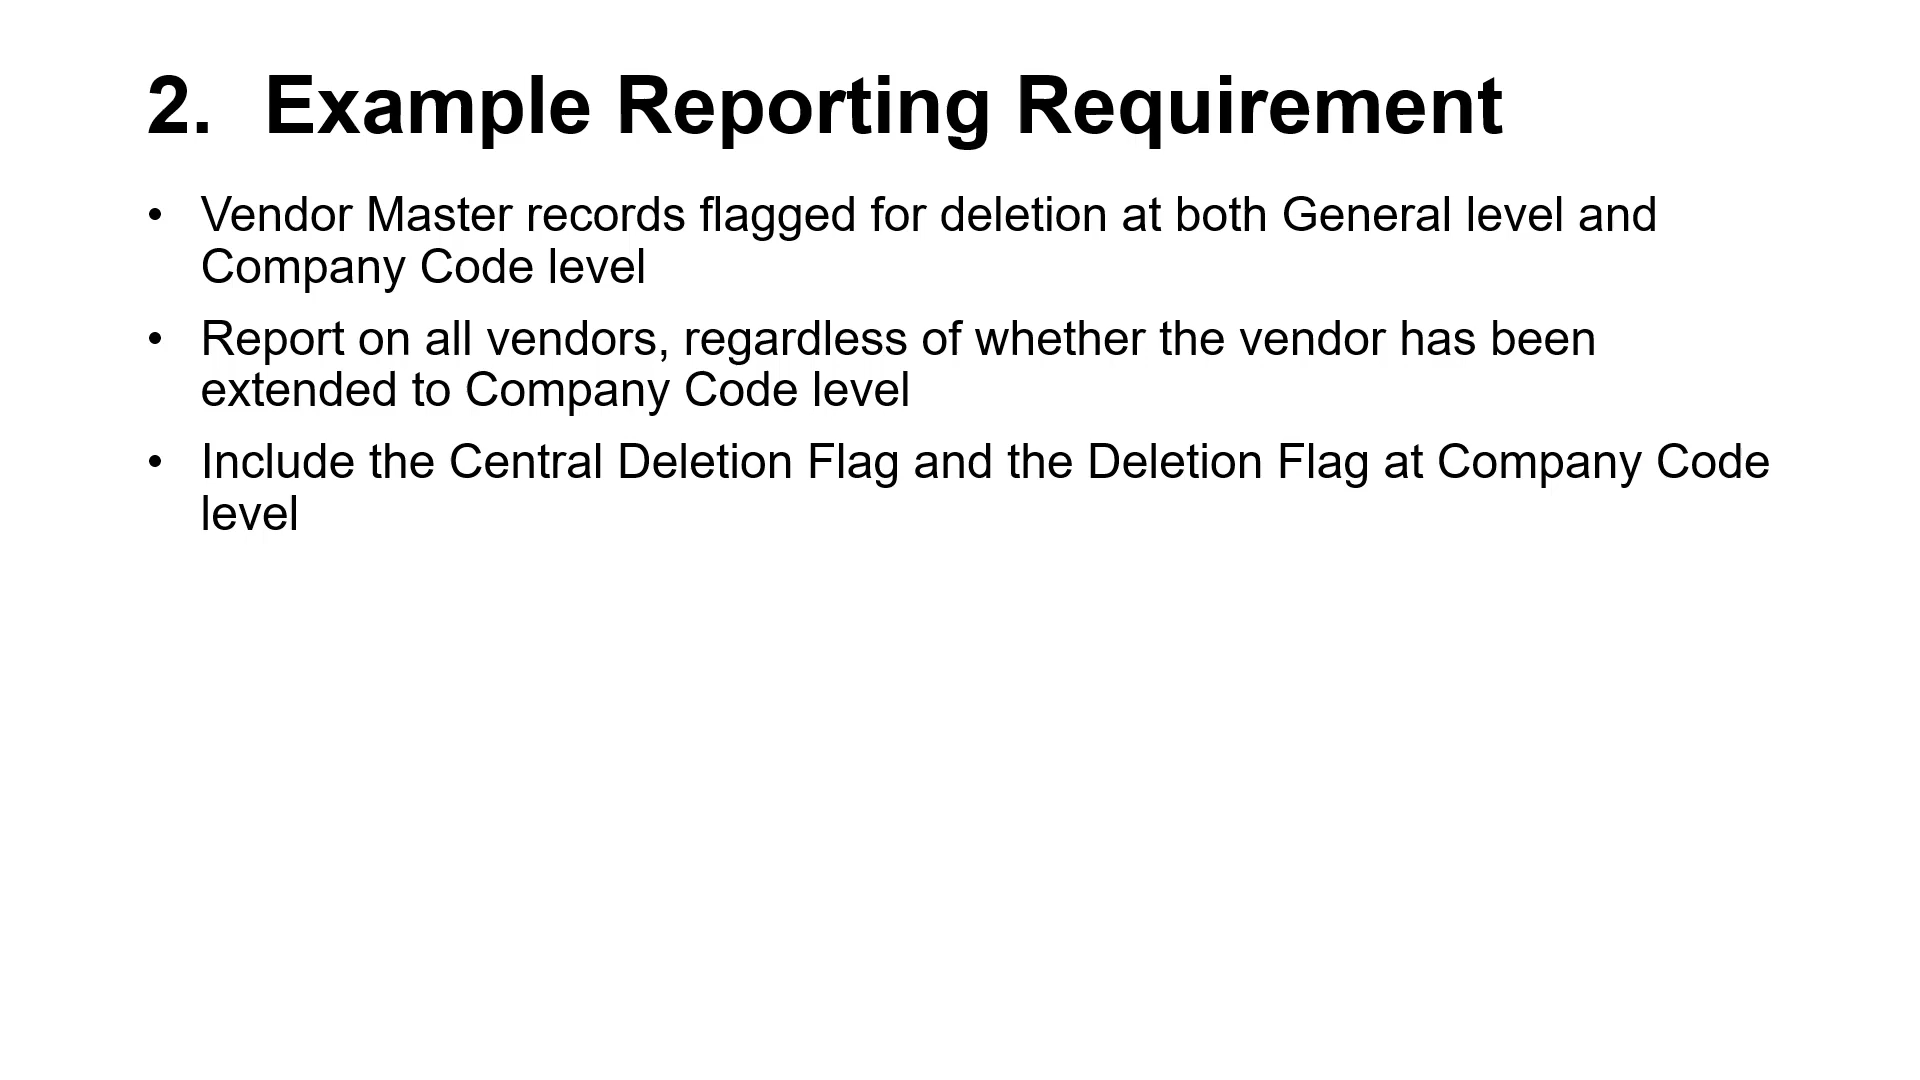 2. Example Reporting Requirement
• Vendor Master records flagged for deletion at both General level and
Company Code level
• Report on all vendors, regardless of whether the vendor has been
extended to Company Code level
• Include the Central Deletion Flag and the Deletion Flag at Company Code
level